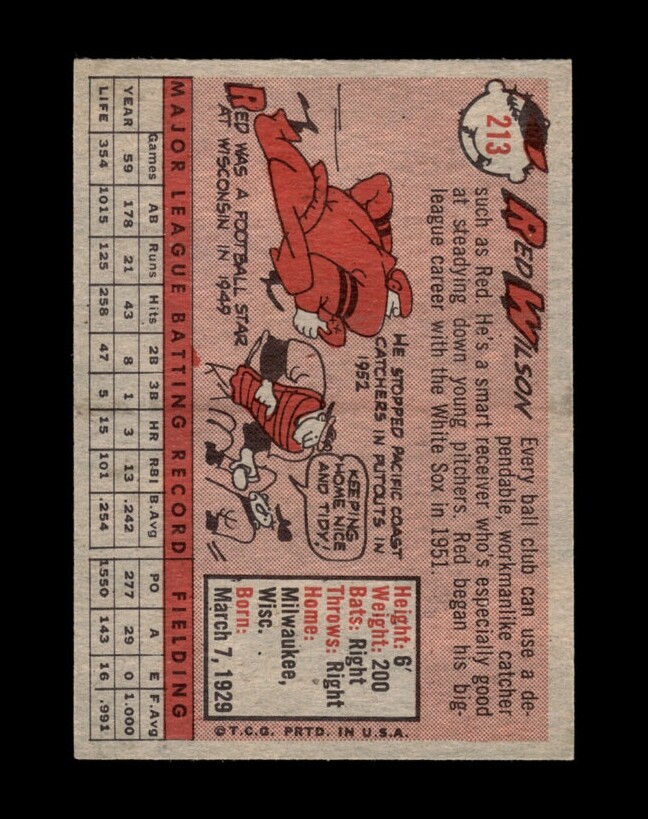 213
RED WILSON
Every ball club can use a de-
pendable, workmanlike catcher
such as Red. He's a smart receiver who's especially good
at steadying down young pitchers. Red began his big-
league career with the White Sox in 1951.
RED WAS A FOOTBALL STAR
AT WISCONSIN IN 1949
HE STOPPED PACIFIC COAST
CATCHERS IN PUTOUTS IN
1952
KEEPING
HOME NICE
AND TIDY!
Height: 6'
Weight: 200
Bats: Right
Throws: Right
Home:
Milwaukee,
Wisc.
Born:
March 7, 1929
©T.C.G. PRTD. IN U.S.A.
MAJOR LEAGUE BATTING RECORD FIELDING
Games AB Runs Hits 2B 3B HR RBI B.Avg PO A E F.Avg
YEAR 59 178 21 43 8 1 3 13 .242 277 29 0 1.000
LIFE 354 1015 125 258 47 5 15 101 .254 1550 143 16 .991